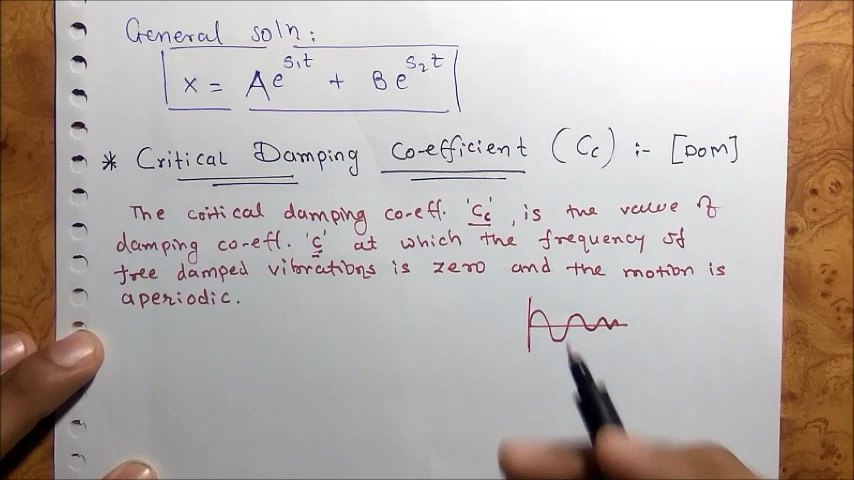 General soln:
x = Ae^{s₁t} + Be^{s₂t}
* Critical Damping Co-efficient (Cc) :- [DOM]
The critical damping co-eff. 'Cc', is the value of
damping co-eff. 'c' at which the frequency of
free damped vibrations is zero and the motion is
aperiodic.